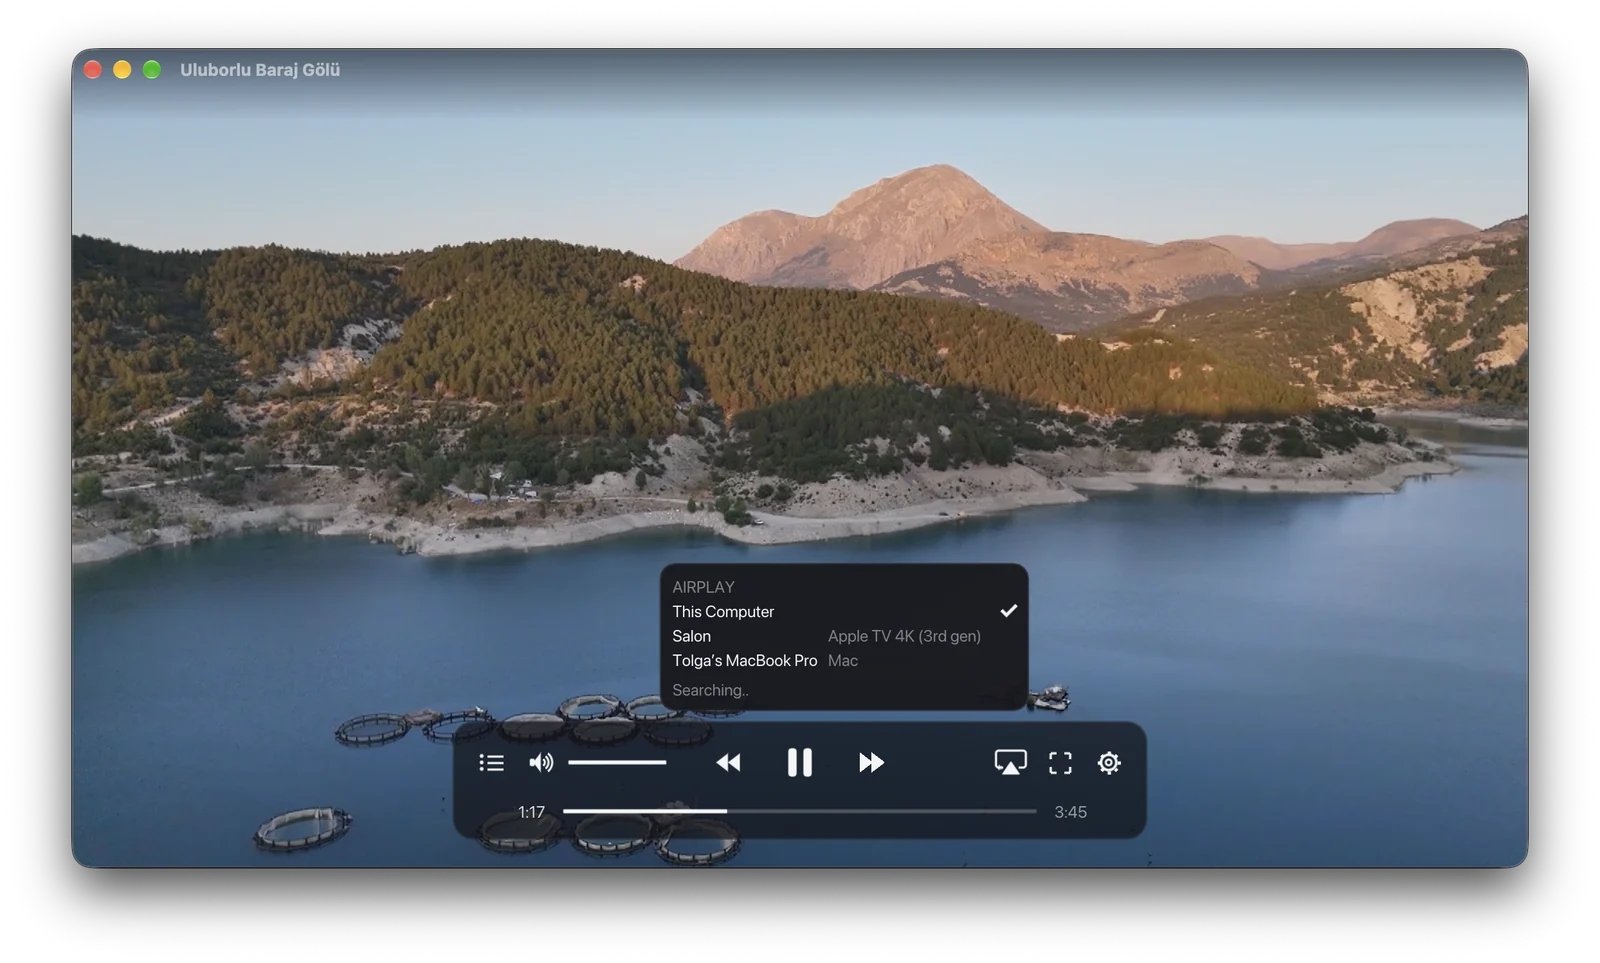 Uluborlu Baraj Gölü
AIRPLAY
This Computer
Salon Apple TV 4K (3rd gen)
Tolga’s MacBook Pro Mac
Searching..
1:17 3:45